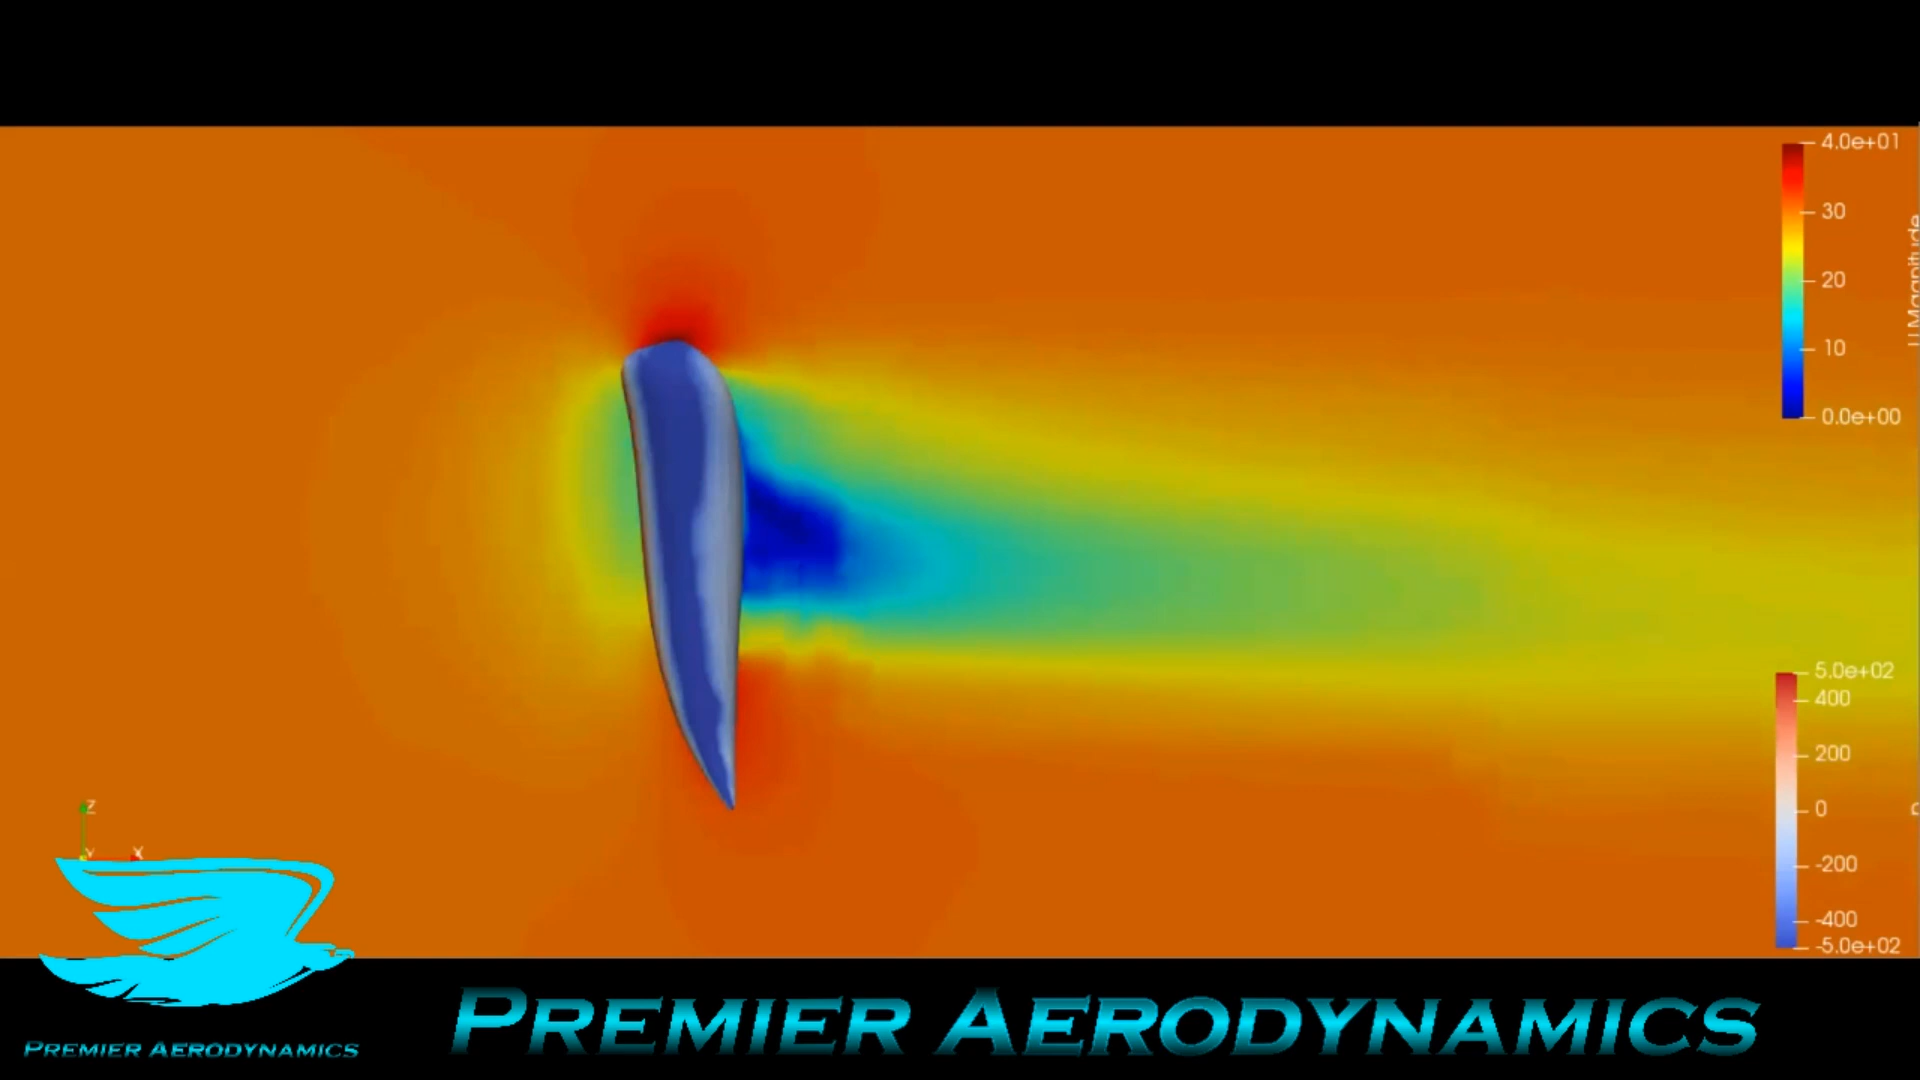 4.0e+01
30
20
10
0.0e+00
U Magnitude
5.0e+02
400
200
0
-200
-400
-5.0e+02
Z
Y X
PREMIER AERODYNAMICS
PREMIER AERODYNAMICS